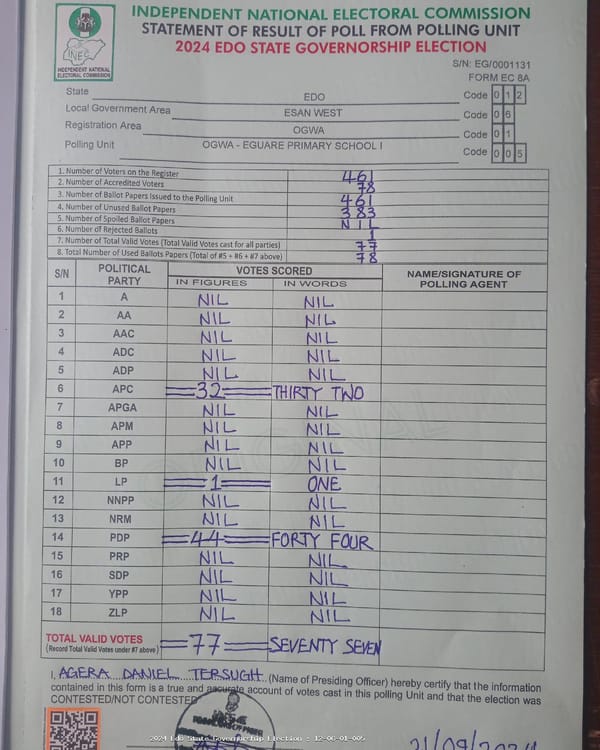 INDEPENDENT NATIONAL ELECTORAL COMMISSION
STATEMENT OF RESULT OF POLL FROM POLLING UNIT
2024 EDO STATE GOVERNORSHIP ELECTION
INEC
INDEPENDENT NATIONAL
ELECTORAL COMMISSION
S/N: EG/0001131
FORM EC 8A
State EDO Code 0 1 2
Local Government Area ESAN WEST Code 0 6
Registration Area OGWA Code 0 1
Polling Unit OGWA - EGUARE PRIMARY SCHOOL I Code 0 0 5
1. Number of Voters on the Register 461
2. Number of Accredited Voters 78
3. Number of Ballot Papers Issued to the Polling Unit 461
4. Number of Unused Ballot Papers 383
5. Number of Spoiled Ballot Papers NIL
6. Number of Rejected Ballots 1
7. Number of Total Valid Votes (Total Valid Votes cast for all parties) 77
8. Total Number of Used Ballots Papers (Total of #5 + #6 + #7 above) 78
S/N POLITICAL PARTY VOTES SCORED NAME/SIGNATURE OF POLLING AGENT
IN FIGURES IN WORDS
1 A NIL NIL
2 AA NIL NIL
3 AAC NIL NIL
4 ADC NIL NIL
5 ADP NIL NIL
6 APC 32 THIRTY TWO
7 APGA NIL NIL
8 APM NIL NIL
9 APP NIL NIL
10 BP NIL NIL
11 LP 1 ONE
12 NNPP NIL NIL
13 NRM NIL NIL
14 PDP 44 FORTY FOUR
15 PRP NIL NIL
16 SDP NIL NIL
17 YPP NIL NIL
18 ZLP NIL NIL
TOTAL VALID VOTES 77 SEVENTY SEVEN
(Record Total Valid Votes under #7 above)
I, AGERA DANIEL TERSUGH (Name of Presiding Officer) hereby certify that the information
contained in this form is a true and accurate account of votes cast in this polling Unit and that the election was
CONTESTED/NOT CONTESTED
2024 Edo State Governorship Election : 12-06-01-005
21/09/2024